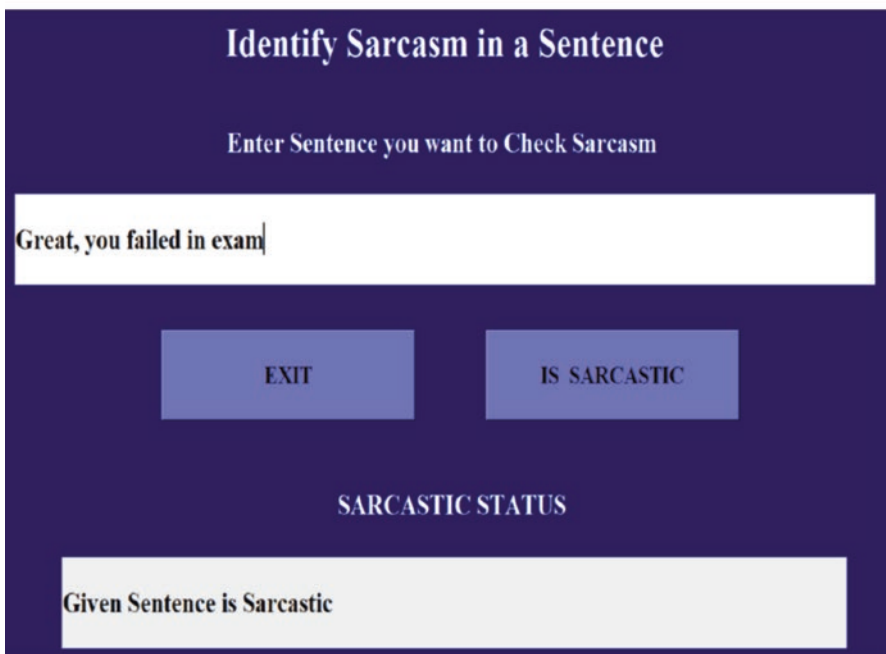 Identify Sarcasm in a Sentence
Enter Sentence you want to Check Sarcasm
Great, you failed in exam
EXIT
IS SARCASTIC
SARCASTIC STATUS
Given Sentence is Sarcastic